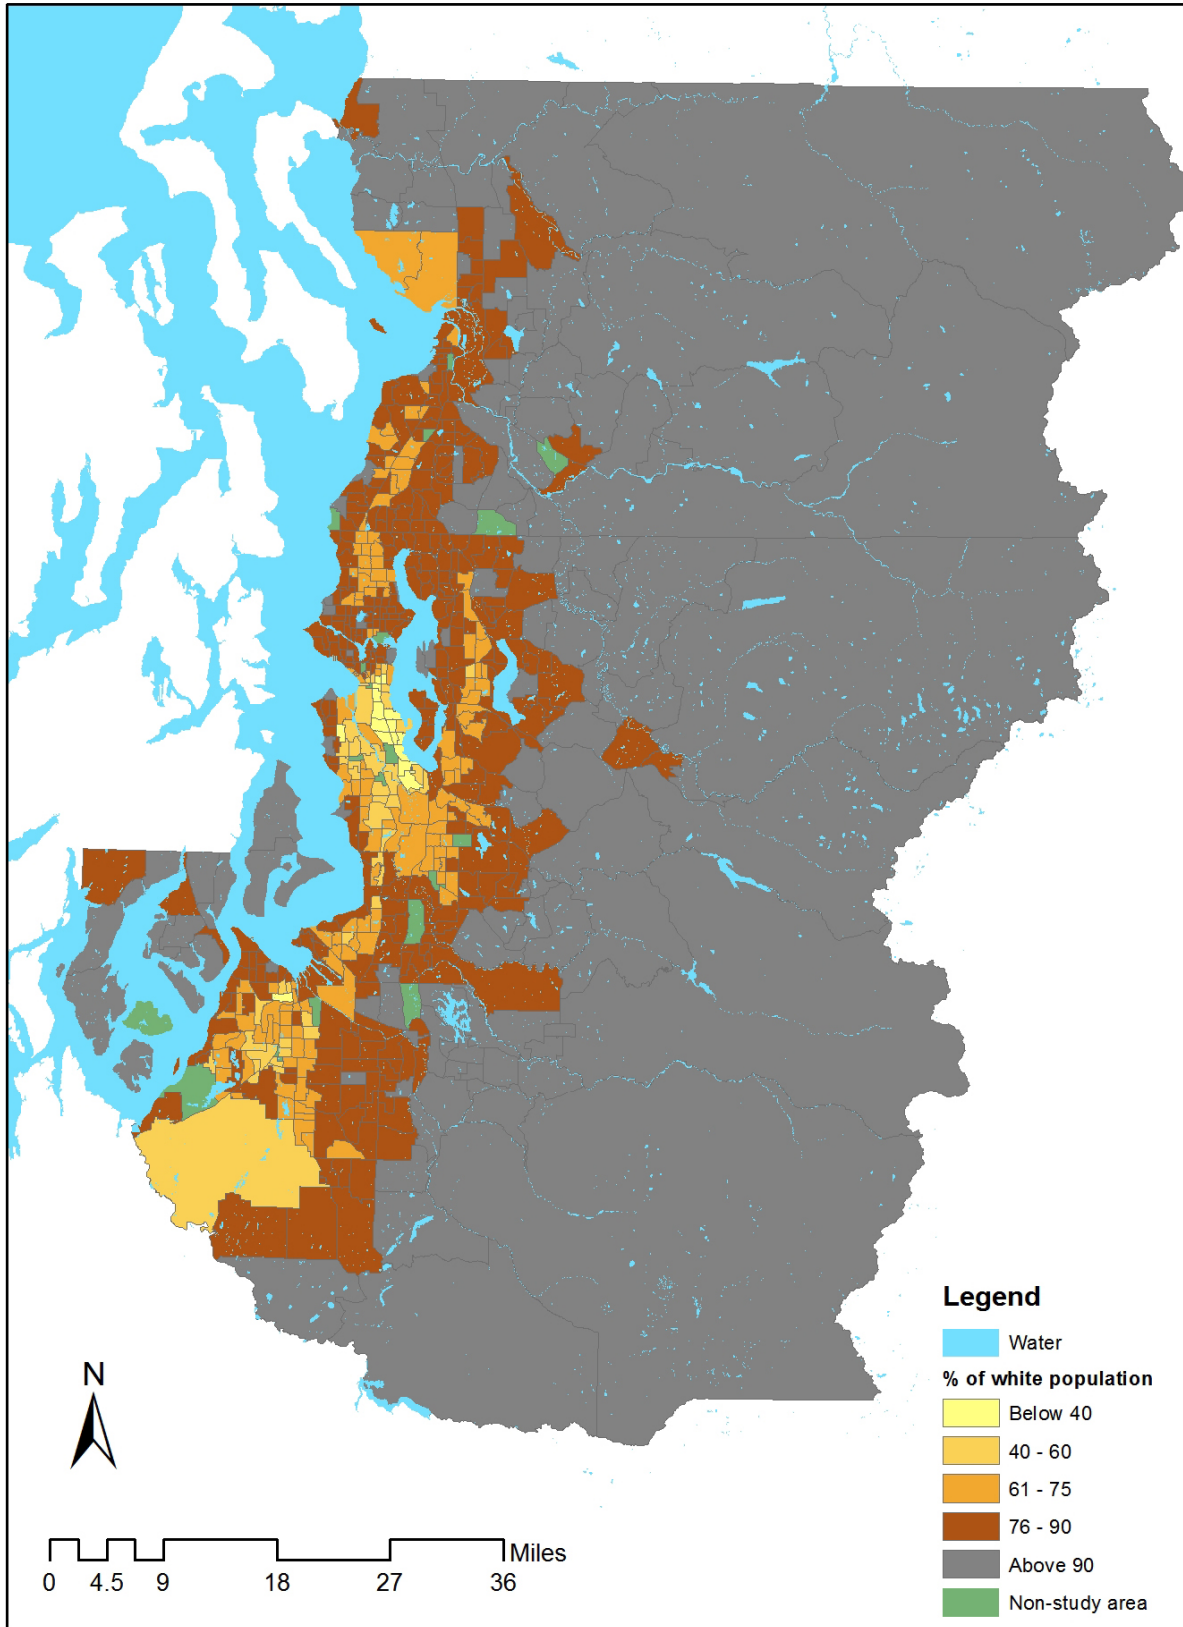 Legend
Water
% of white population
Below 40
40 - 60
61 - 75
76 - 90
Above 90
Non-study area
N
Miles
0 4.5 9 18 27 36